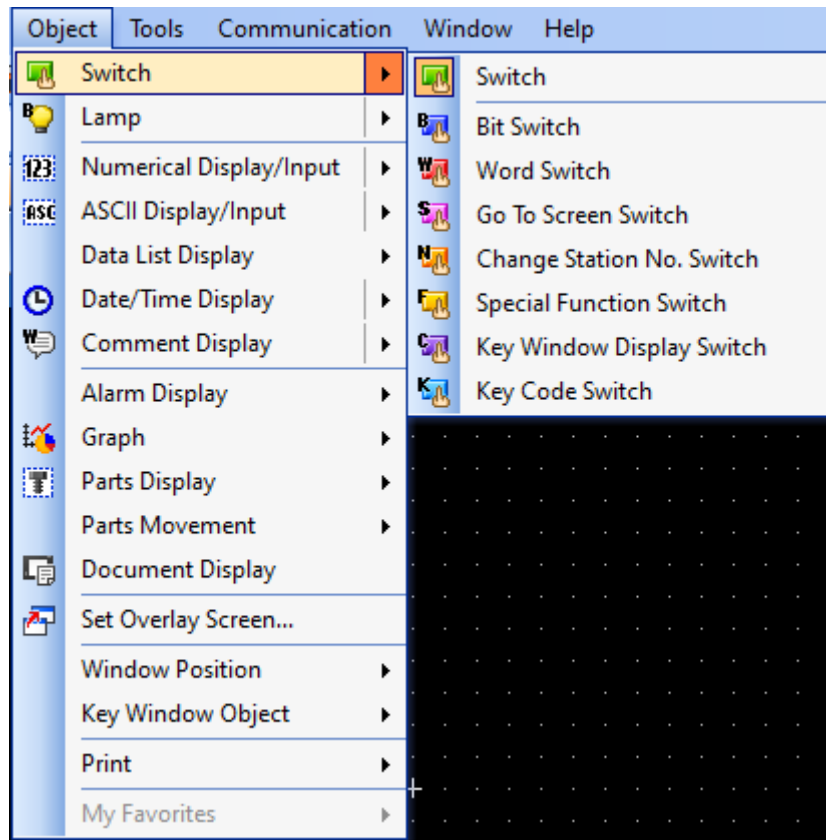 Object Tools Communication Window Help
Switch
Lamp
Numerical Display/Input
ASCII Display/Input
Data List Display
Date/Time Display
Comment Display
Alarm Display
Graph
Parts Display
Parts Movement
Document Display
Set Overlay Screen...
Window Position
Key Window Object
Print
My Favorites
Switch
Bit Switch
Word Switch
Go To Screen Switch
Change Station No. Switch
Special Function Switch
Key Window Display Switch
Key Code Switch